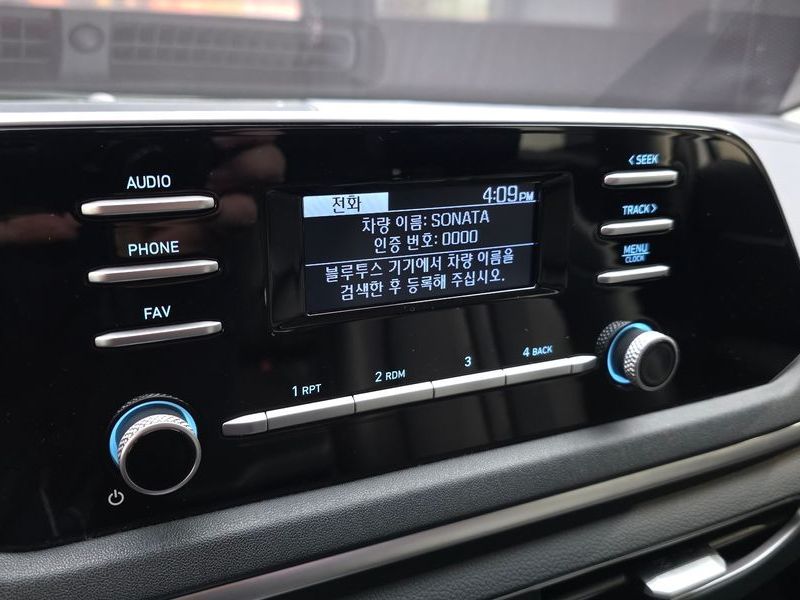 AUDIO
PHONE
FAV
전화 4:09PM
차량 이름: SONATA
인증 번호: 0000
블루투스 기기에서 차량 이름을
검색한 후 등록해 주십시오.
< SEEK
TRACK >
MENU
CLOCK
1 RPT
2 RDM
3
4 BACK